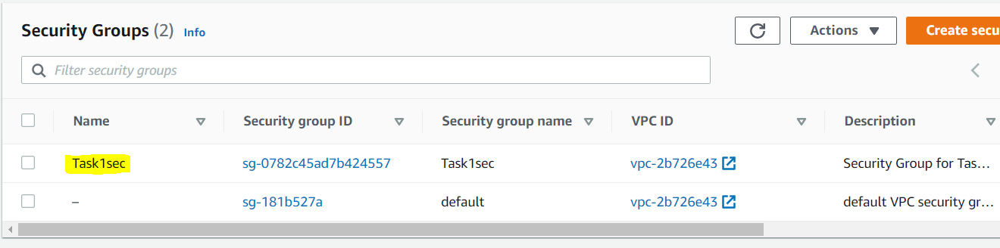 Security Groups (2) Info
Actions
Create secu
Filter security groups
Name Security group ID Security group name VPC ID Description
Task1sec sg-0782c45ad7b424557 Task1sec vpc-2b726e43 Security Group for Tas...
– sg-181b527a default vpc-2b726e43 default VPC security gr...